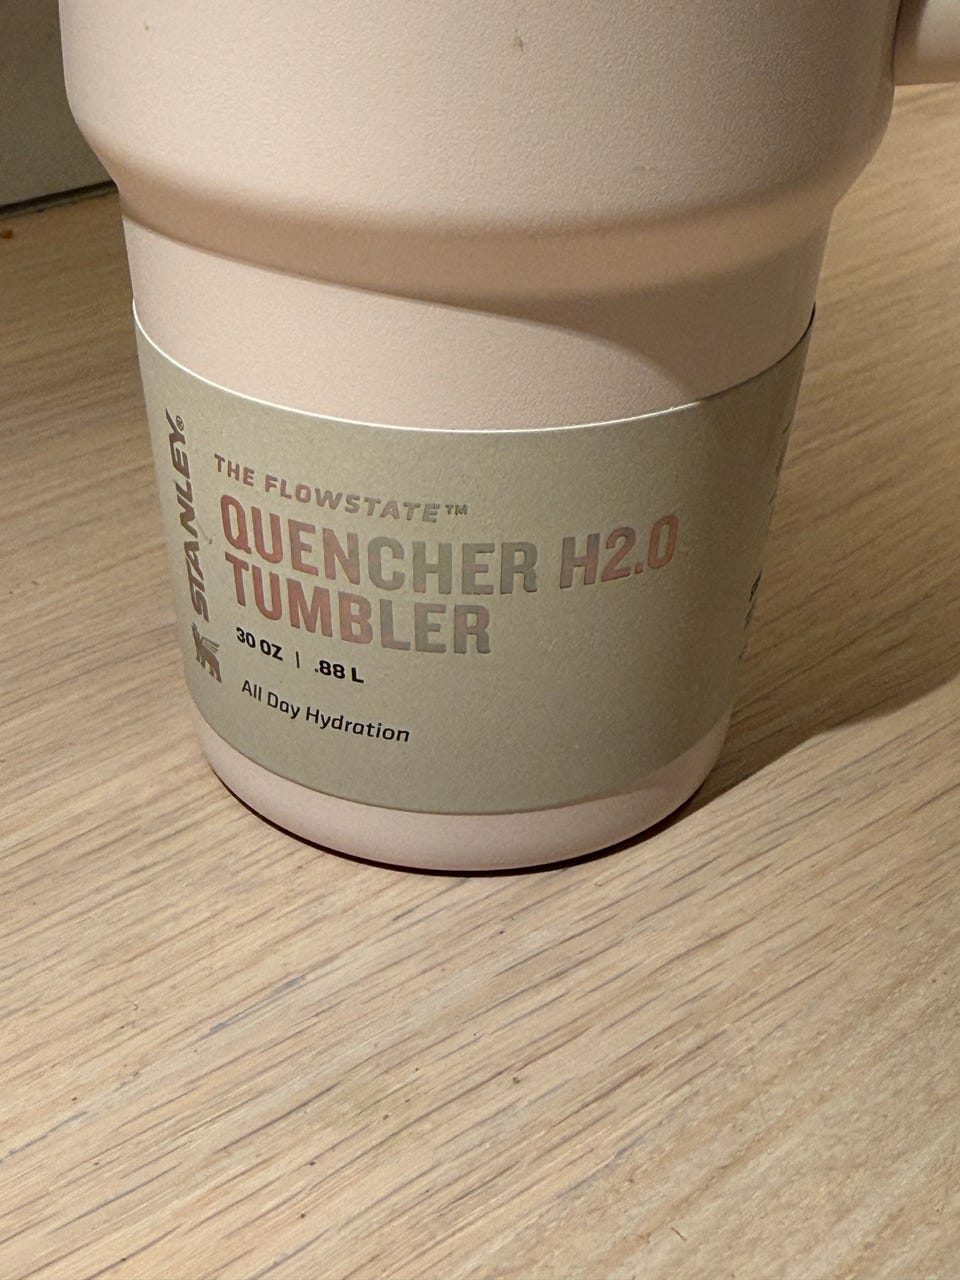 STANLEY®
THE FLOWSTATE™
QUENCHER H2.0
TUMBLER
30 OZ | .88 L
All Day Hydration